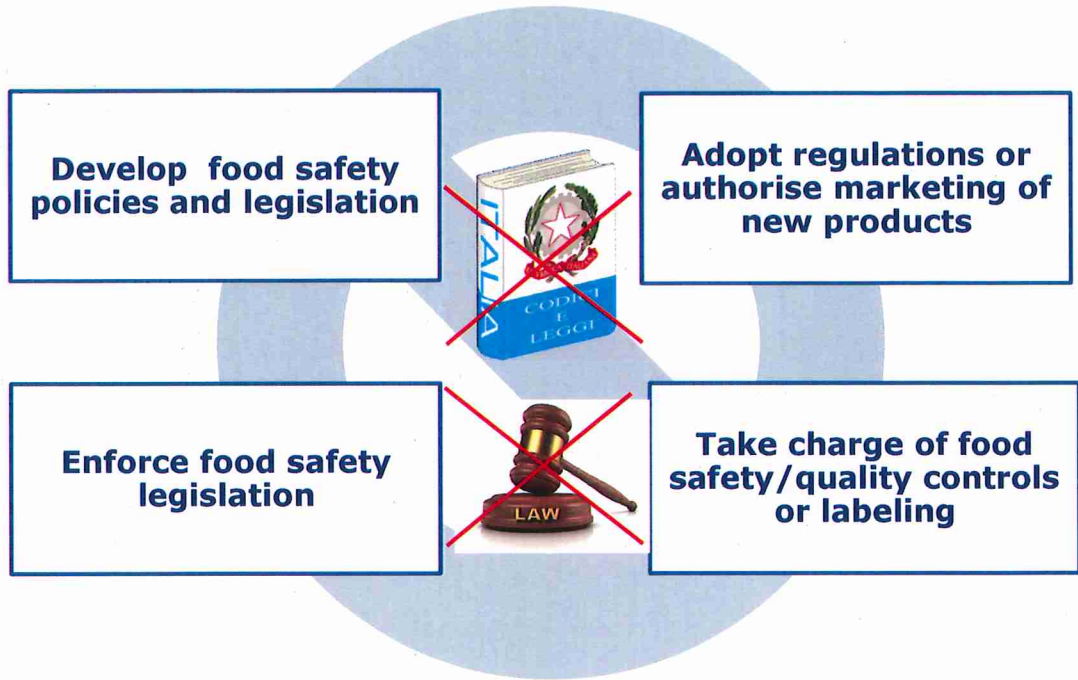 Develop food safety
policies and legislation
Adopt regulations or
authorise marketing of
new products
ITALIA
CODICI
E
LEGGI
Enforce food safety
legislation
LAW
Take charge of food
safety/quality controls
or labeling